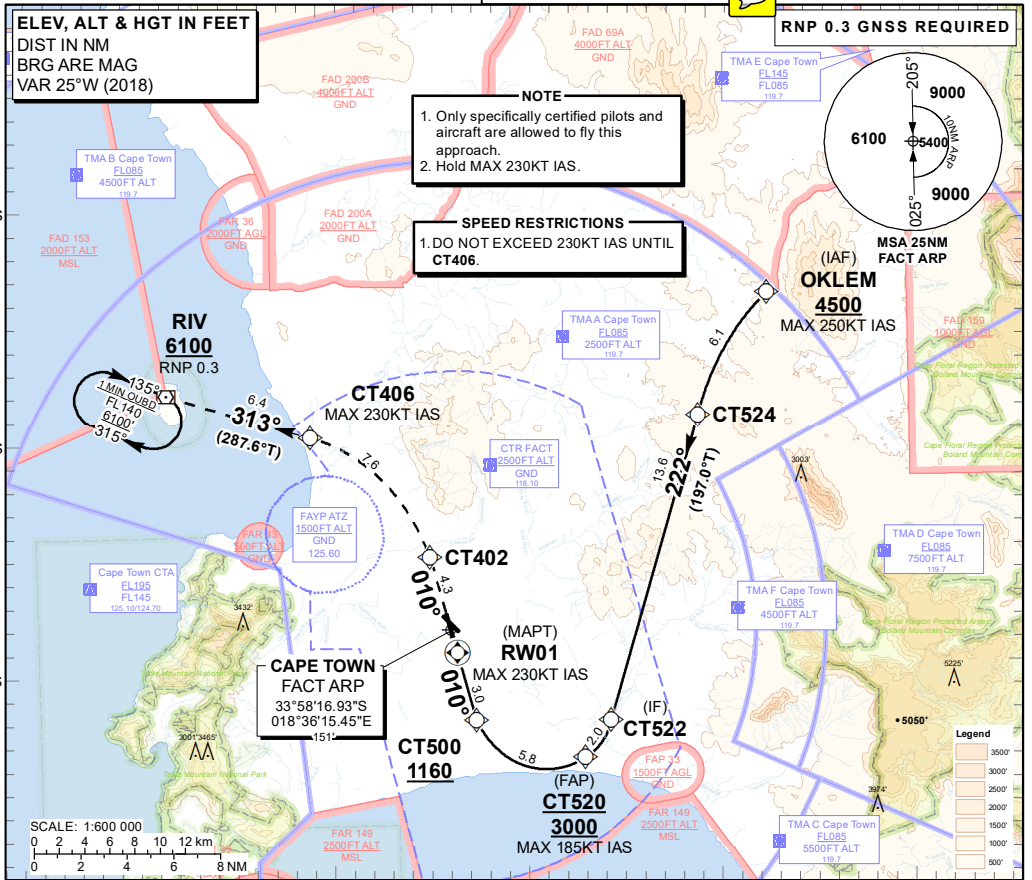 ELEV, ALT & HGT IN FEET
DIST IN NM
BRG ARE MAG
VAR 25°W (2018)
RNP 0.3 GNSS REQUIRED
205°
9000
6100
10NM ARP
5400
9000
025°
MSA 25NM
FACT ARP
NOTE
1. Only specifically certified pilots and
aircraft are allowed to fly this
approach.
2. Hold MAX 230KT IAS.
SPEED RESTRICTIONS
1. DO NOT EXCEED 230KT IAS UNTIL
CT406.
FAD 69A
4000FT ALT
GND
TMA E Cape Town
FL145
FL085
119.7
FAD 200B
4000FT ALT
GND
TMA B Cape Town
FL085
4500FT ALT
119.7
FAR 36
2000FT AGL
GND
FAD 200A
2000FT ALT
GND
FAD 153
2000FT ALT
MSL
(IAF)
OKLEM
4500
MAX 250KT IAS
6.1
FAD 159
1000FT AGL
GND
TMA A Cape Town
FL085
2500FT ALT
119.7
RIV
6100
RNP 0.3
135°
1 MIN OUBD
FL140
6100'
315°
6.4
313°
(287.6°T)
CT406
MAX 230KT IAS
7.6
CT524
13.6
222°
(197.0°T)
CTR FACT
2500FT ALT
GND
118.10
3003'
FAYP ATZ
1500FT ALT
GND
125.60
GND
CT402
4.3
010°
TMA D Cape Town
FL085
7500FT ALT
119.7
Cape Town CTA
FL195
FL145
125.10/124.70
TMA F Cape Town
FL085
4500FT ALT
119.7
3432'
(MAPT)
RW01
MAX 230KT IAS
CAPE TOWN
FACT ARP
33°58'16.93"S
018°36'15.45"E
151'
010°
3.0
5225'
5050'
3001'
3465'
Table Mountain National Park
CT500
1160
5.8
2.0
(IF)
CT522
(FAP)
CT520
3000
MAX 185KT IAS
FAP 33
1500FT AGL
GND
3974'
FAR 149
2500FT ALT
MSL
FAR 149
2500FT ALT
MSL
TMA C Cape Town
FL085
5500FT ALT
119.7
Legend
3500'
3000'
2500'
2000'
1500'
1000'
500'
SCALE: 1:600 000
0 2 4 6 8 10 12 km
0 2 4 6 8 NM